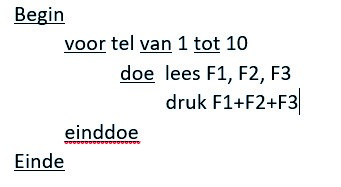 Begin
voor tel van 1 tot 10
doe lees F1, F2, F3
druk F1+F2+F3
einddoe
Einde